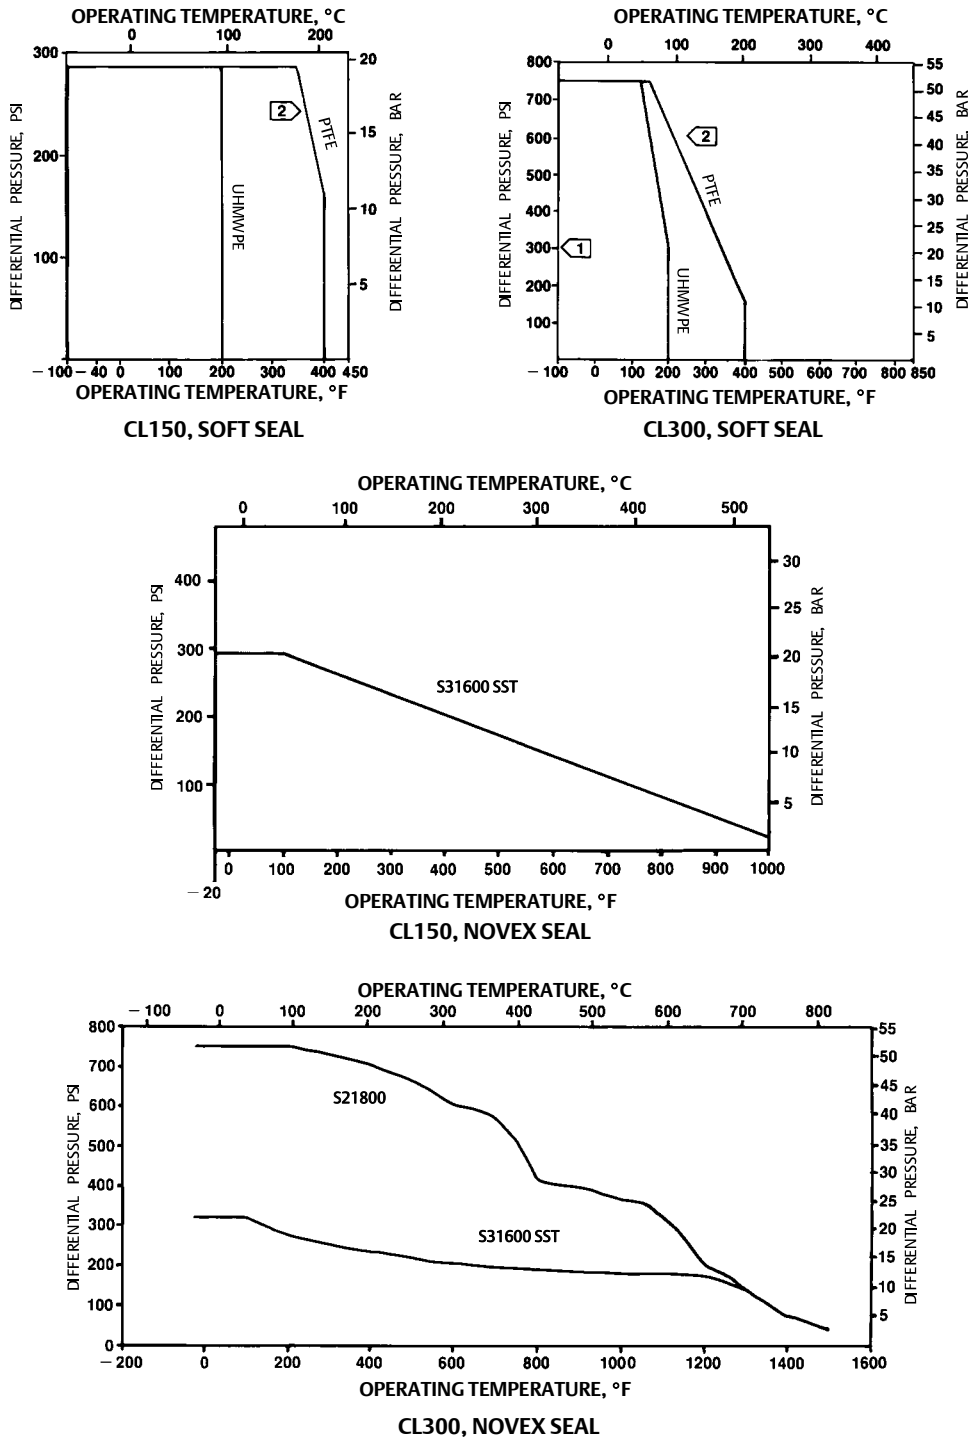 OPERATING TEMPERATURE, °C
0 100 200
300
200
100
0
DIFFERENTIAL PRESSURE, PSI
20
15
10
5
DIFFERENTIAL PRESSURE, BAR
2
PTFE
UHMWPE
−100 −40 0 100 200 300 400 450
OPERATING TEMPERATURE, °F
CL150, SOFT SEAL
OPERATING TEMPERATURE, °C
0 100 200 300 400
800
700
600
500
400
300
200
100
DIFFERENTIAL PRESSURE, PSI
55
50
45
40
35
30
25
20
15
10
5
DIFFERENTIAL PRESSURE, BAR
2
1
PTFE
UHMWPE
−100 0 100 200 300 400 500 600 700 800 850
OPERATING TEMPERATURE, °F
CL300, SOFT SEAL
OPERATING TEMPERATURE, °C
0 100 200 300 400 500
400
300
200
100
DIFFERENTIAL PRESSURE, PSI
30
25
20
15
10
5
DIFFERENTIAL PRESSURE, BAR
S31600 SST
0 100 200 300 400 500 600 700 800 900 1000
−20
OPERATING TEMPERATURE, °F
CL150, NOVEX SEAL
OPERATING TEMPERATURE, °C
−100 0 100 200 300 400 500 600 700 800
800
700
600
500
400
300
200
100
0
DIFFERENTIAL PRESSURE, PSI
55
50
45
40
35
30
25
20
15
10
5
DIFFERENTIAL PRESSURE, BAR
S21800
S31600 SST
−200 0 200 400 600 800 1000 1200 1400 1600
OPERATING TEMPERATURE, °F
CL300, NOVEX SEAL